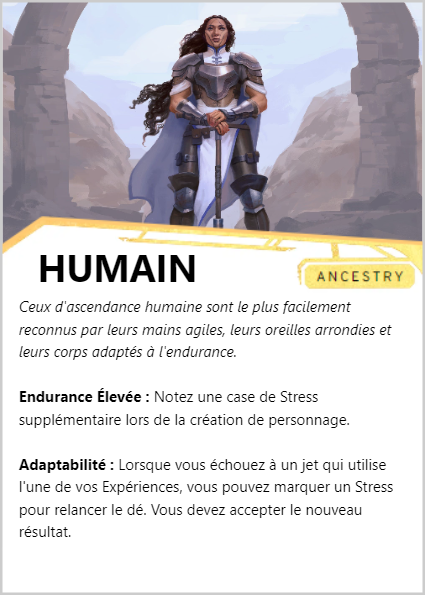 HUMAIN
ANCESTRY
Ceux d'ascendance humaine sont le plus facilement
reconnus par leurs mains agiles, leurs oreilles arrondies et
leurs corps adaptés à l'endurance.
Endurance Élevée : Notez une case de Stress
supplémentaire lors de la création de personnage.
Adaptabilité : Lorsque vous échouez à un jet qui utilise
l'une de vos Expériences, vous pouvez marquer un Stress
pour relancer le dé. Vous devez accepter le nouveau
résultat.